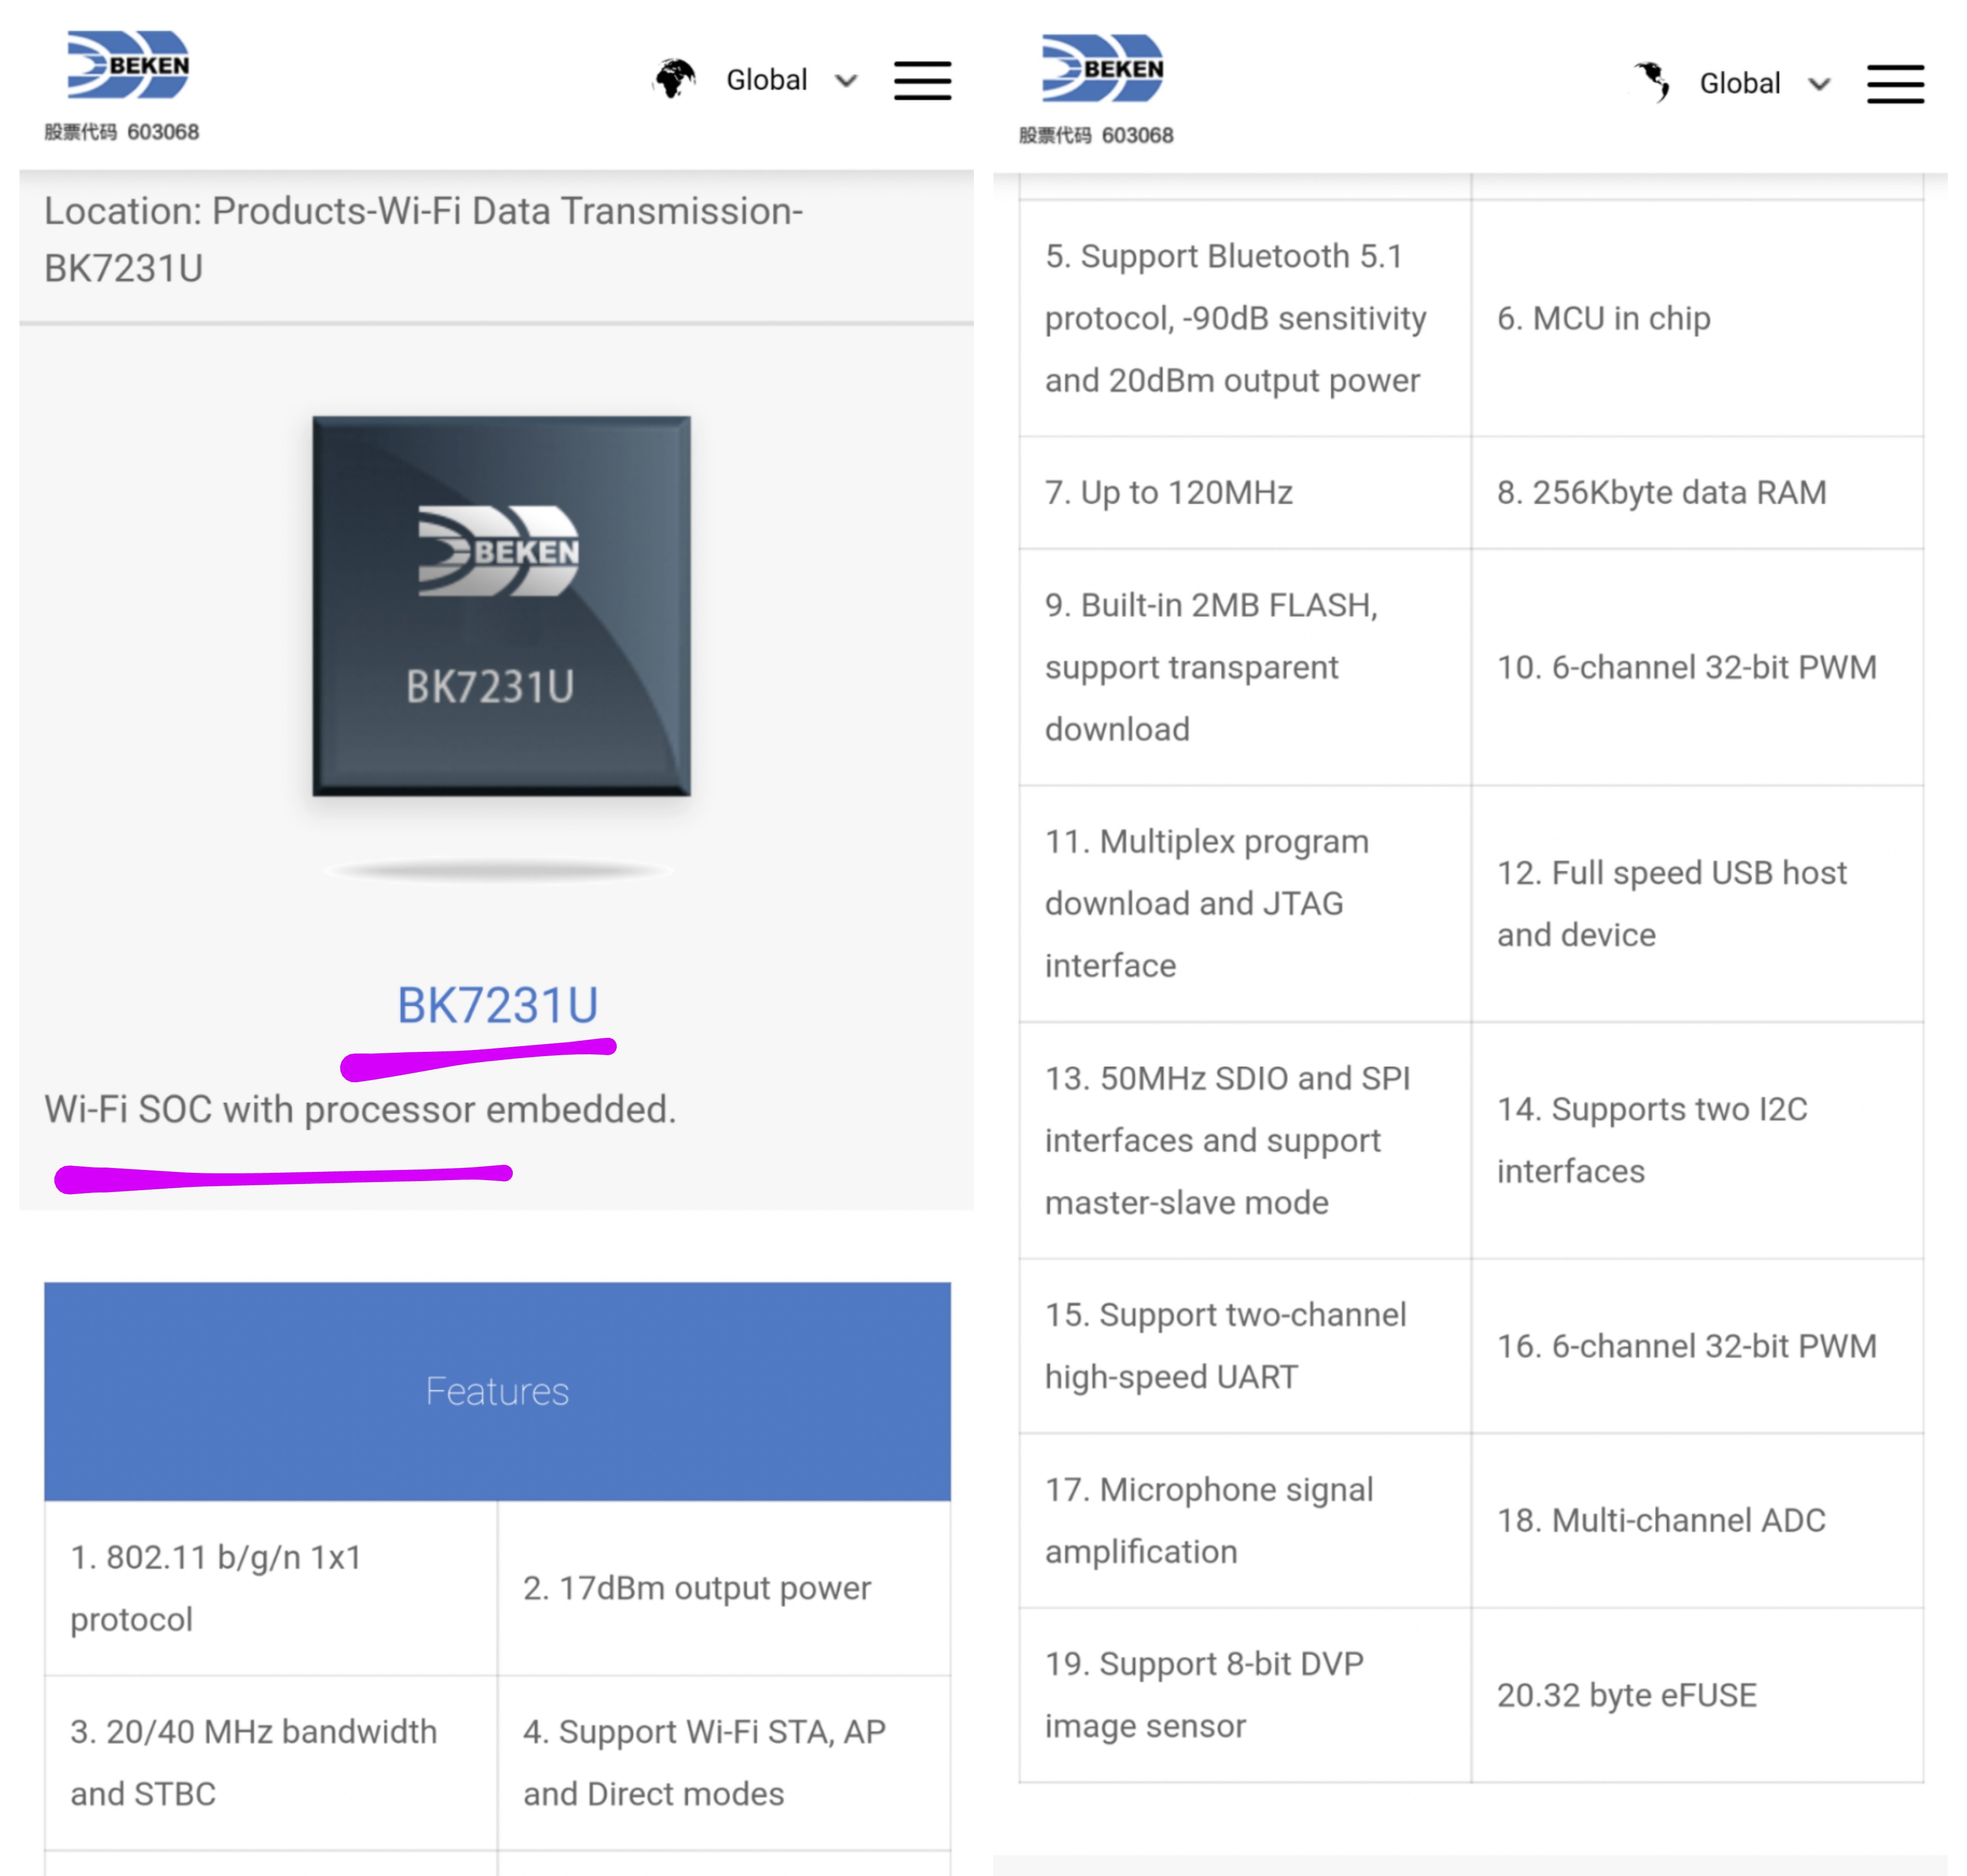 BEKEN
Global
股票代码 603068
Location: Products-Wi-Fi Data Transmission-
BK7231U
BEKEN
BK7231U
BK7231U
Wi-Fi SOC with processor embedded.
Features
1. 802.11 b/g/n 1x1
protocol
2. 17dBm output power
3. 20/40 MHz bandwidth
and STBC
4. Support Wi-Fi STA, AP
and Direct modes
BEKEN
Global
股票代码 603068
5. Support Bluetooth 5.1
protocol, -90dB sensitivity
and 20dBm output power
6. MCU in chip
7. Up to 120MHz
8. 256Kbyte data RAM
9. Built-in 2MB FLASH,
support transparent
download
10. 6-channel 32-bit PWM
11. Multiplex program
download and JTAG
interface
12. Full speed USB host
and device
13. 50MHz SDIO and SPI
interfaces and support
master-slave mode
14. Supports two I2C
interfaces
15. Support two-channel
high-speed UART
16. 6-channel 32-bit PWM
17. Microphone signal
amplification
18. Multi-channel ADC
19. Support 8-bit DVP
image sensor
20.32 byte eFUSE